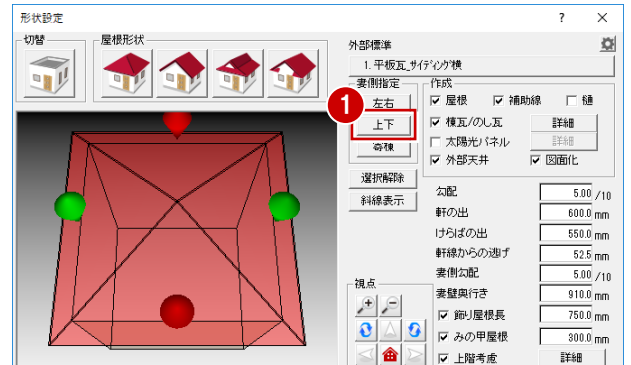 形状設定 ? ×
切替 屋根形状
外部標準
1. 平板瓦_サイディング横
妻側指定
左右
1
上下
寄棟
選択解除
斜線表示
作成
屋根 補助線 樋
棟瓦/のし瓦 詳細
太陽光パネル 詳細
外部天井 図面化
勾配 5.00 /10
軒の出 600.0 mm
けらばの出 550.0 mm
軒線からの逃げ 52.5 mm
妻側勾配 5.00 /10
妻壁奥行き 910.0 mm
飾り屋根長 750.0 mm
みの甲屋根 300.0 mm
上階考慮 詳細
視点